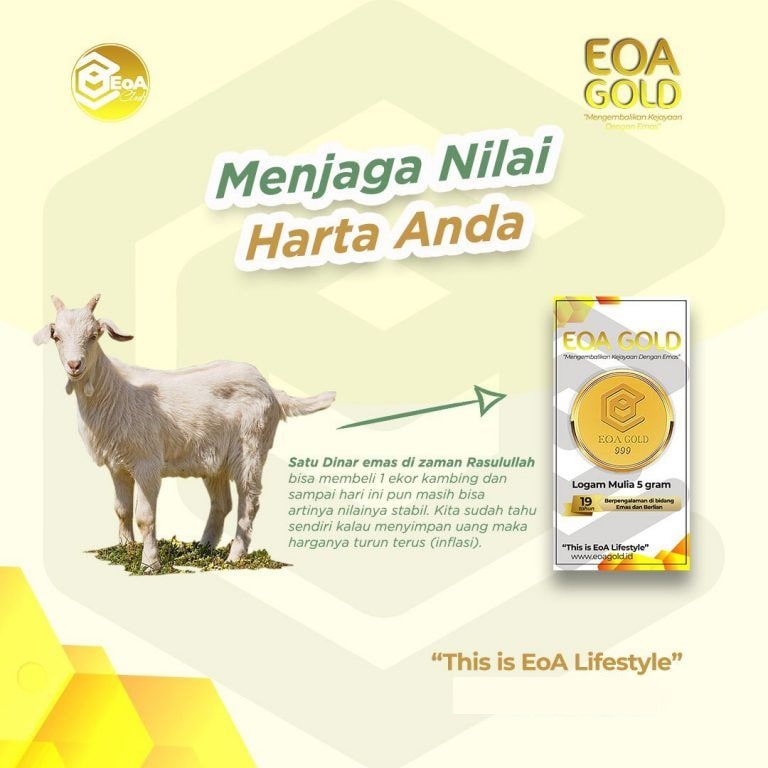 EoA
Club
EOA
GOLD
"Mengembalikan Kejayaan
Dengan Emas"
Menjaga Nilai
Harta Anda
EOA GOLD
"Mengembalikan Kejayaan Dengan Emas"
EOA GOLD
999
Logam Mulia 5 gram
19
tahun
Berpengalaman di bidang
Emas dan Berlian
"This is EoA Lifestyle"
www.eoagold.id
Satu Dinar emas di zaman Rasulullah
bisa membeli 1 ekor kambing dan
sampai hari ini pun masih bisa
artinya nilainya stabil. Kita sudah tahu
sendiri kalau menyimpan uang maka
harganya turun terus (inflasi).
"This is EoA Lifestyle"